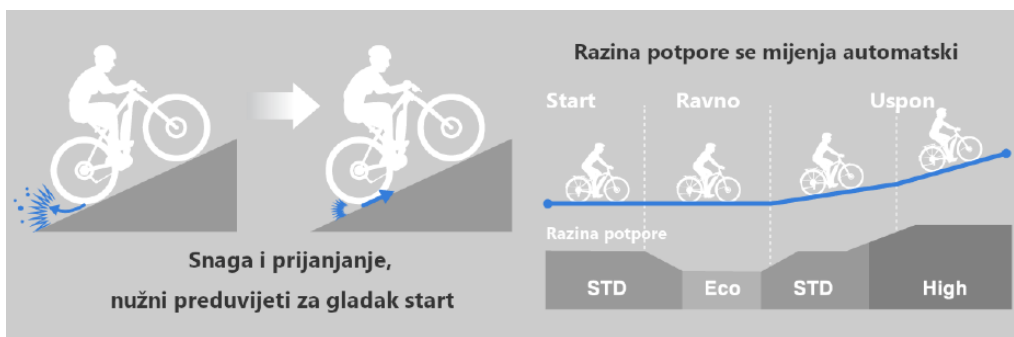 Snaga i prijanjanje,
nužni preduvijeti za gladak start
Razina potpore se mijenja automatski
Start Ravno Uspon
Razina potpore
STD Eco STD High